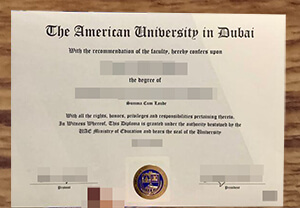 The American University in Dubai
With the recommendation of the faculty, hereby confers upon
the degree of
Summa Cum Laude
With all the rights, honors, privileges and responsibilities pertaining thereto.
In Witness Whereof, This Diploma is granted under the authority bestowed by the
UAE Ministry of Education and bears the seal of the University
Provost
President